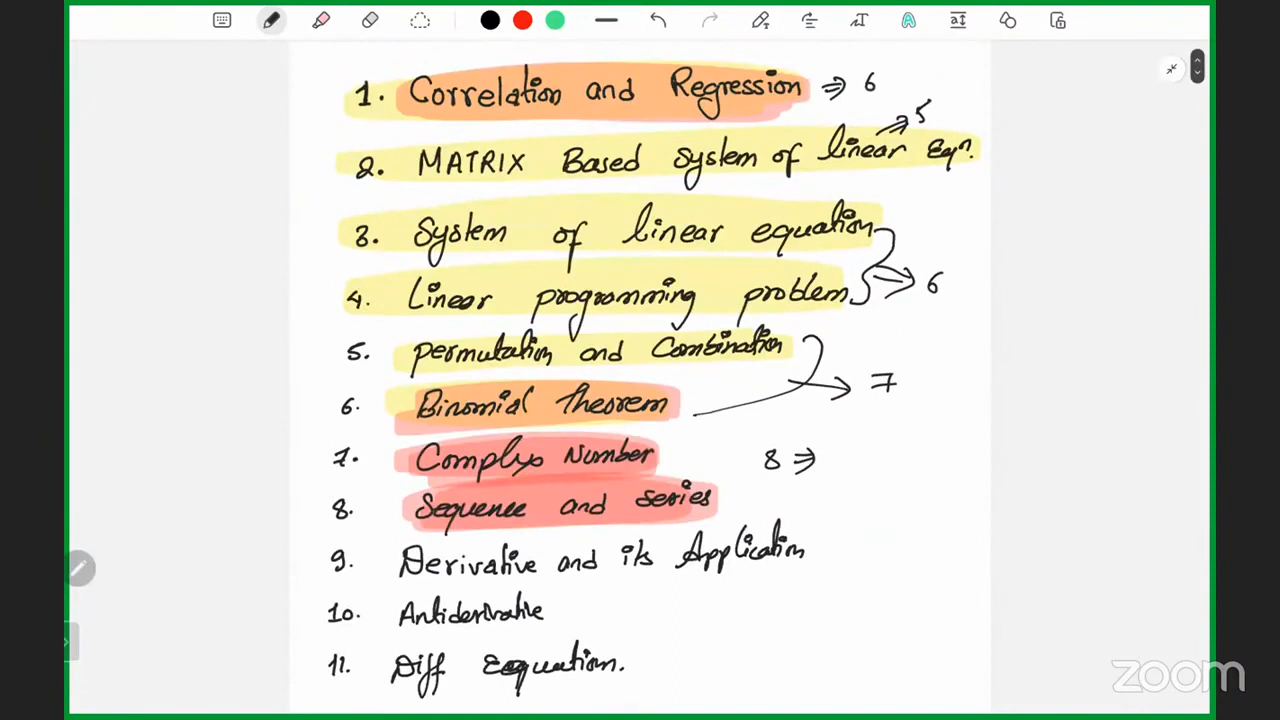 1. Correlation and Regression ⇒ 6
2. MATRIX Based System of linear Eqn. ⇒ 5
3. System of linear equation
4. Linear programming problem → 6
5. permutation and Combination
6. Binomial theorem → 7
7. Complex Number 8 ⇒
8. Sequence and series
9. Derivative and its Application
10. Antiderivative
11. Diff Equation.
zoom